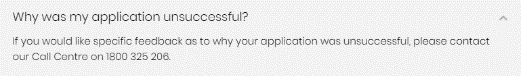 Why was my application unsuccessful?
If you would like specific feedback as to why your application was unsuccessful, please contact
our Call Centre on 1800 325 206.